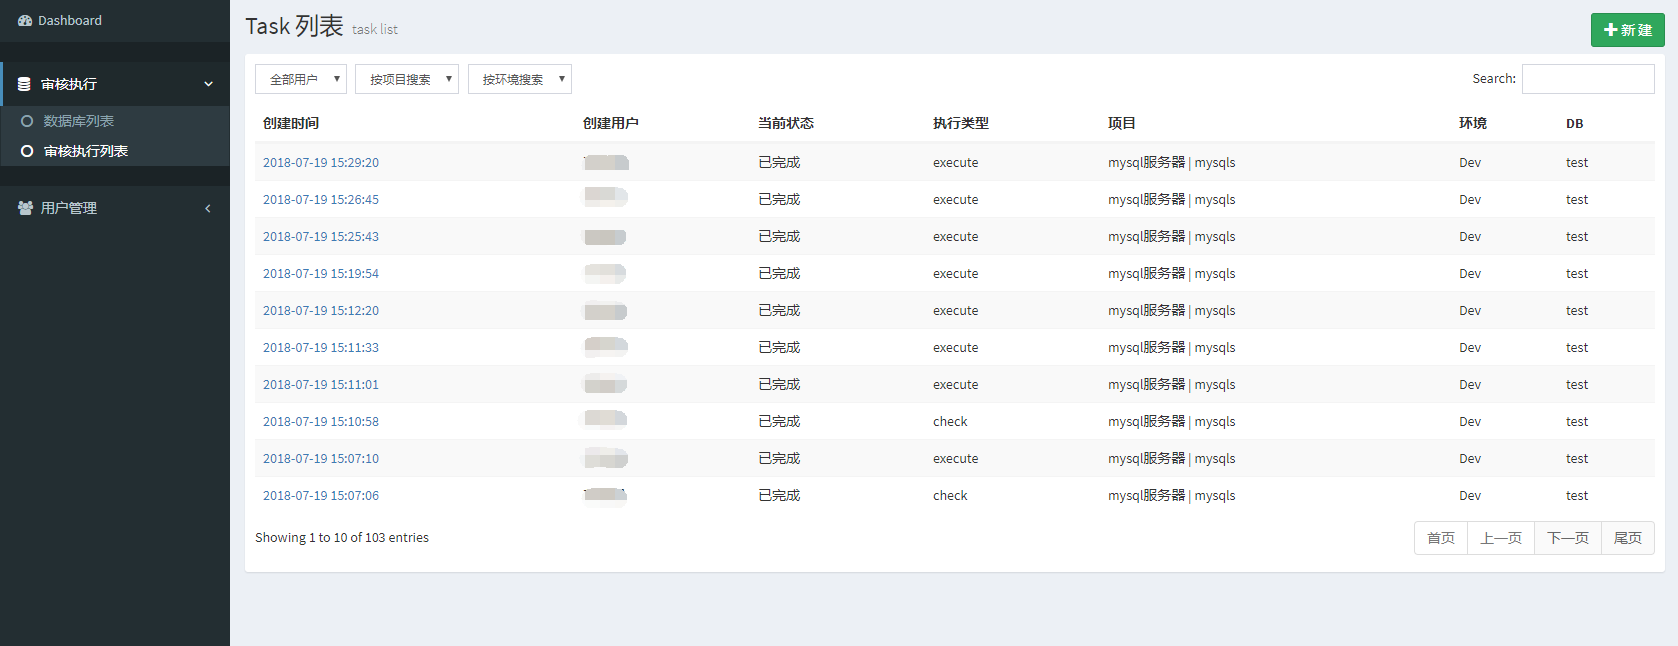 Dashboard
审核执行
数据库列表
审核执行列表
用户管理
Task 列表 task list
新建
全部用户 按项目搜索 按环境搜索 Search:
创建时间 创建用户 当前状态 执行类型 项目 环境 DB
2018-07-19 15:29:20 已完成 execute mysql服务器 | mysqls Dev test
2018-07-19 15:26:45 已完成 execute mysql服务器 | mysqls Dev test
2018-07-19 15:25:43 已完成 execute mysql服务器 | mysqls Dev test
2018-07-19 15:19:54 已完成 execute mysql服务器 | mysqls Dev test
2018-07-19 15:12:20 已完成 execute mysql服务器 | mysqls Dev test
2018-07-19 15:11:33 已完成 execute mysql服务器 | mysqls Dev test
2018-07-19 15:11:01 已完成 execute mysql服务器 | mysqls Dev test
2018-07-19 15:10:58 已完成 check mysql服务器 | mysqls Dev test
2018-07-19 15:07:10 已完成 execute mysql服务器 | mysqls Dev test
2018-07-19 15:07:06 已完成 check mysql服务器 | mysqls Dev test
Showing 1 to 10 of 103 entries
首页 上一页 下一页 尾页